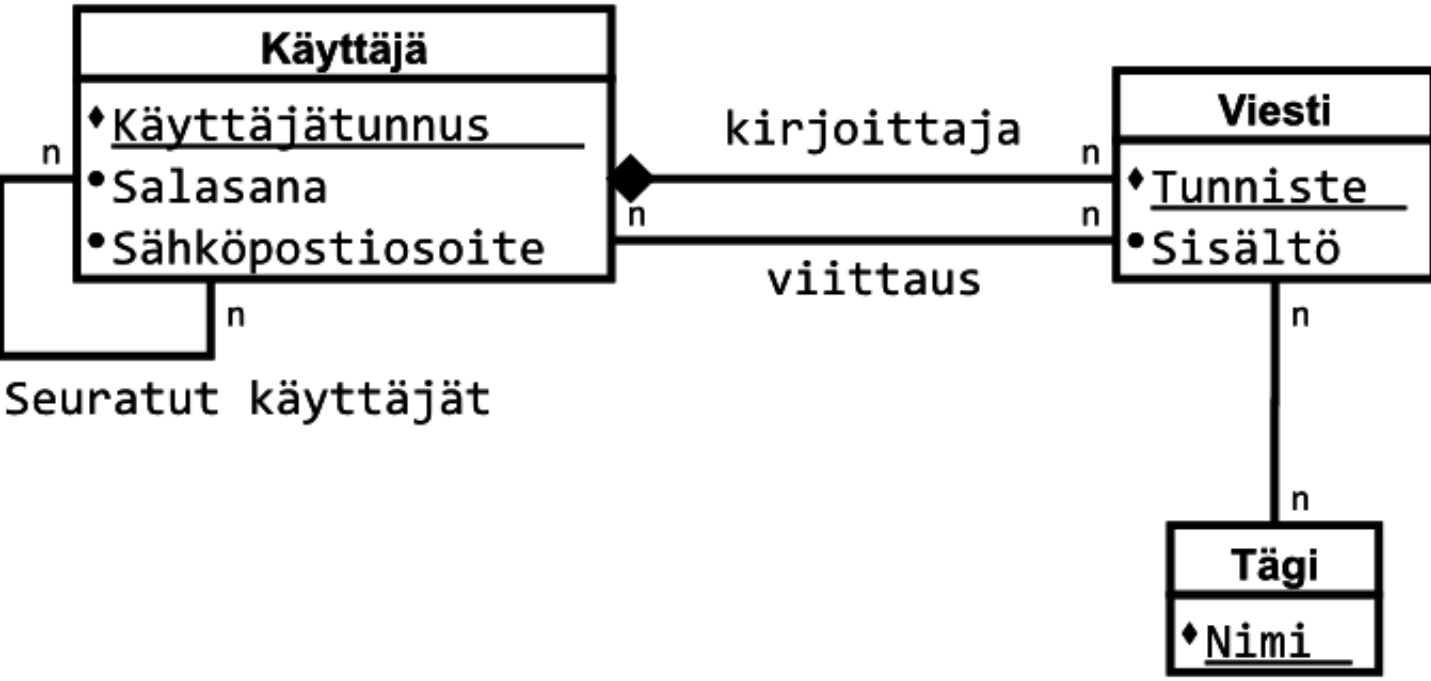 Käyttäjä
Käyttäjätunnus
Salasana
Sähköpostiosoite
n
n
Seuratut käyttäjät
kirjoittaja
n
n
n
viittaus
Viesti
Tunniste
Sisältö
n
n
Tägi
Nimi